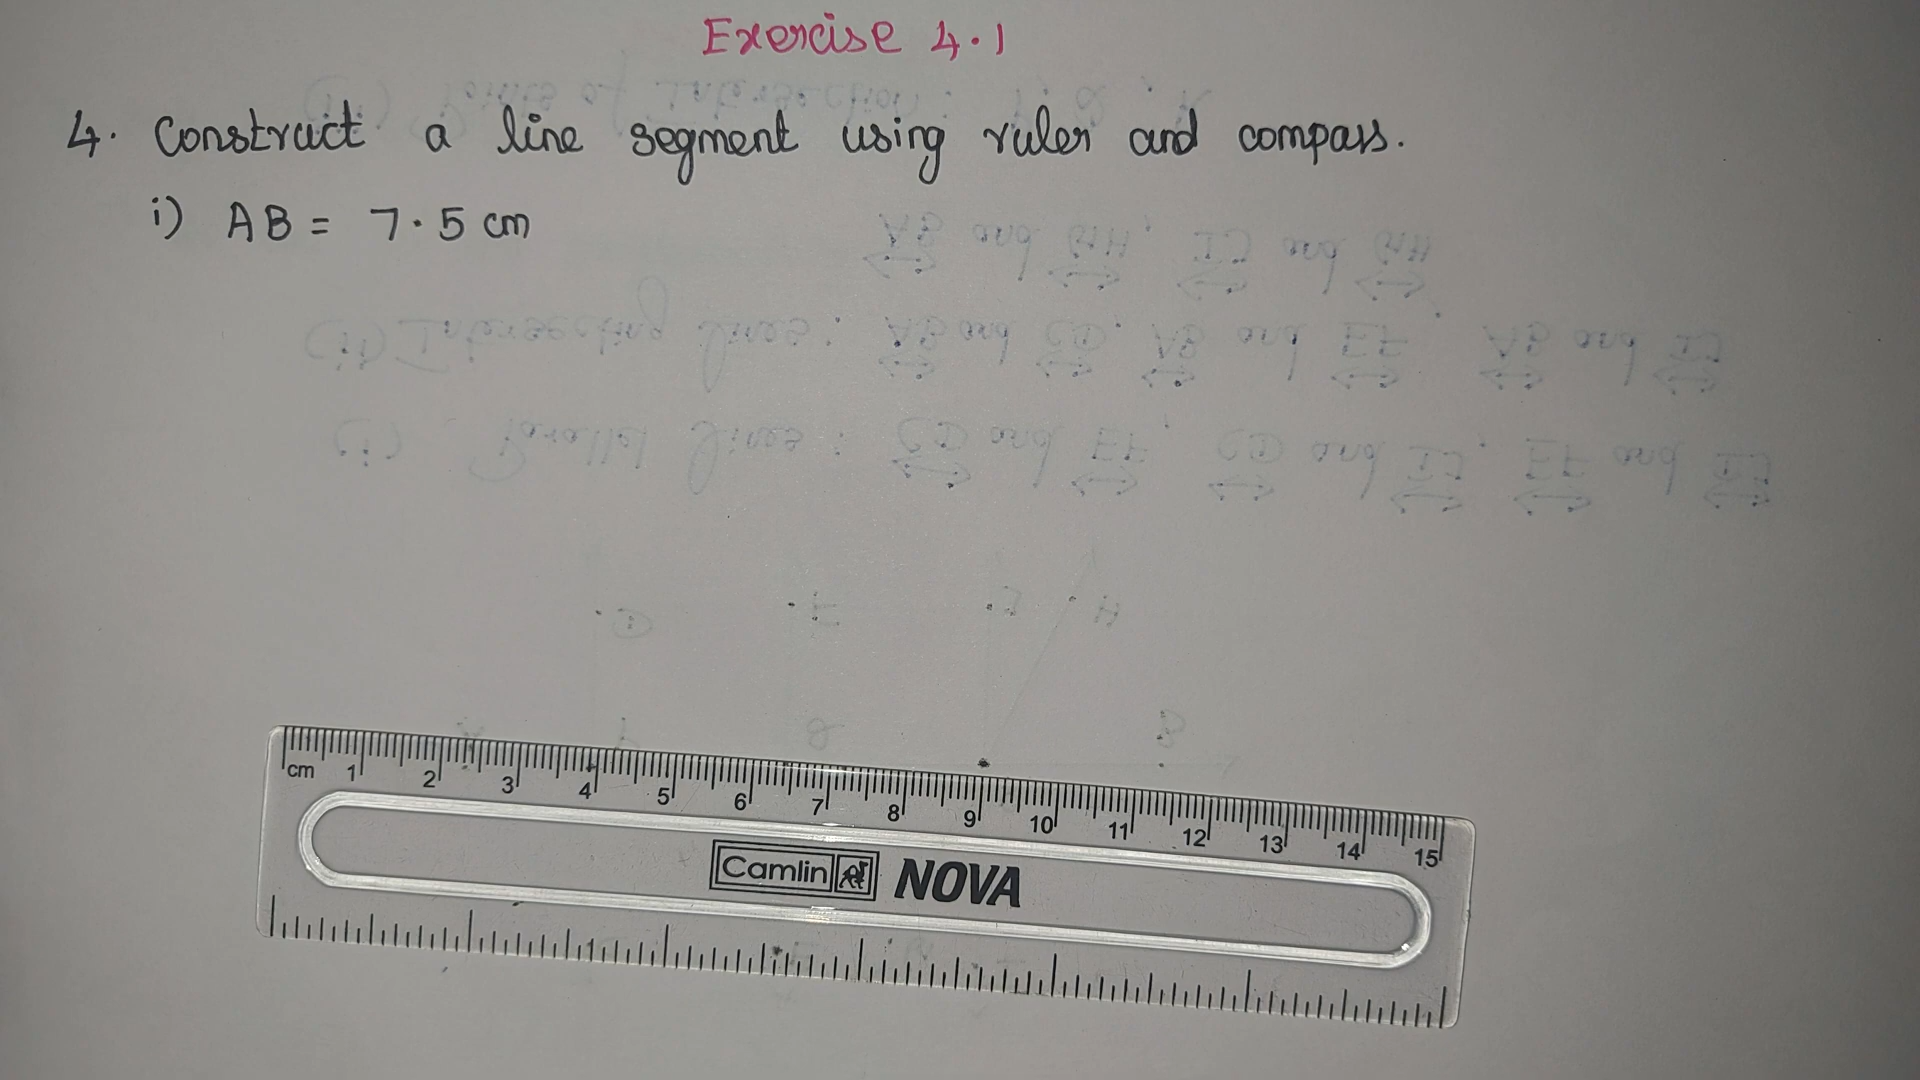 Exercise 4.1
4. Construct a line segment using ruler and compass.
i) AB = 7.5 cm
cm 1 2 3 4 5 6 7 8 9 10 11 12 13 14 15
Camlin NOVA